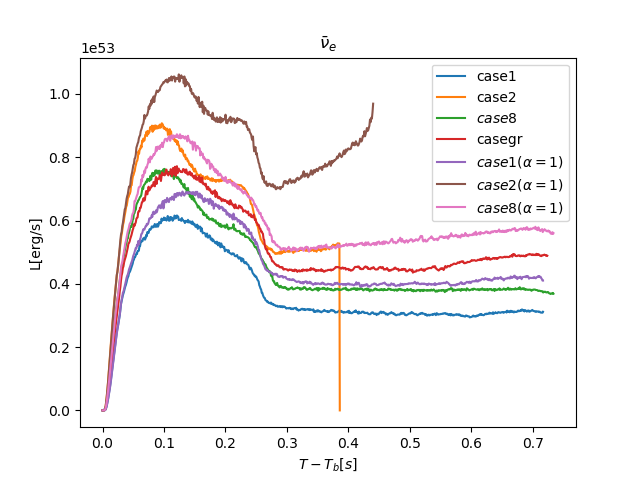 ν̄ₑ
1e53
1.0
0.8
0.6
0.4
0.2
0.0
L[erg/s]
0.0 0.1 0.2 0.3 0.4 0.5 0.6 0.7
T − T_b[s]
case1
case2
case8
casegr
case1(α = 1)
case2(α = 1)
case8(α = 1)